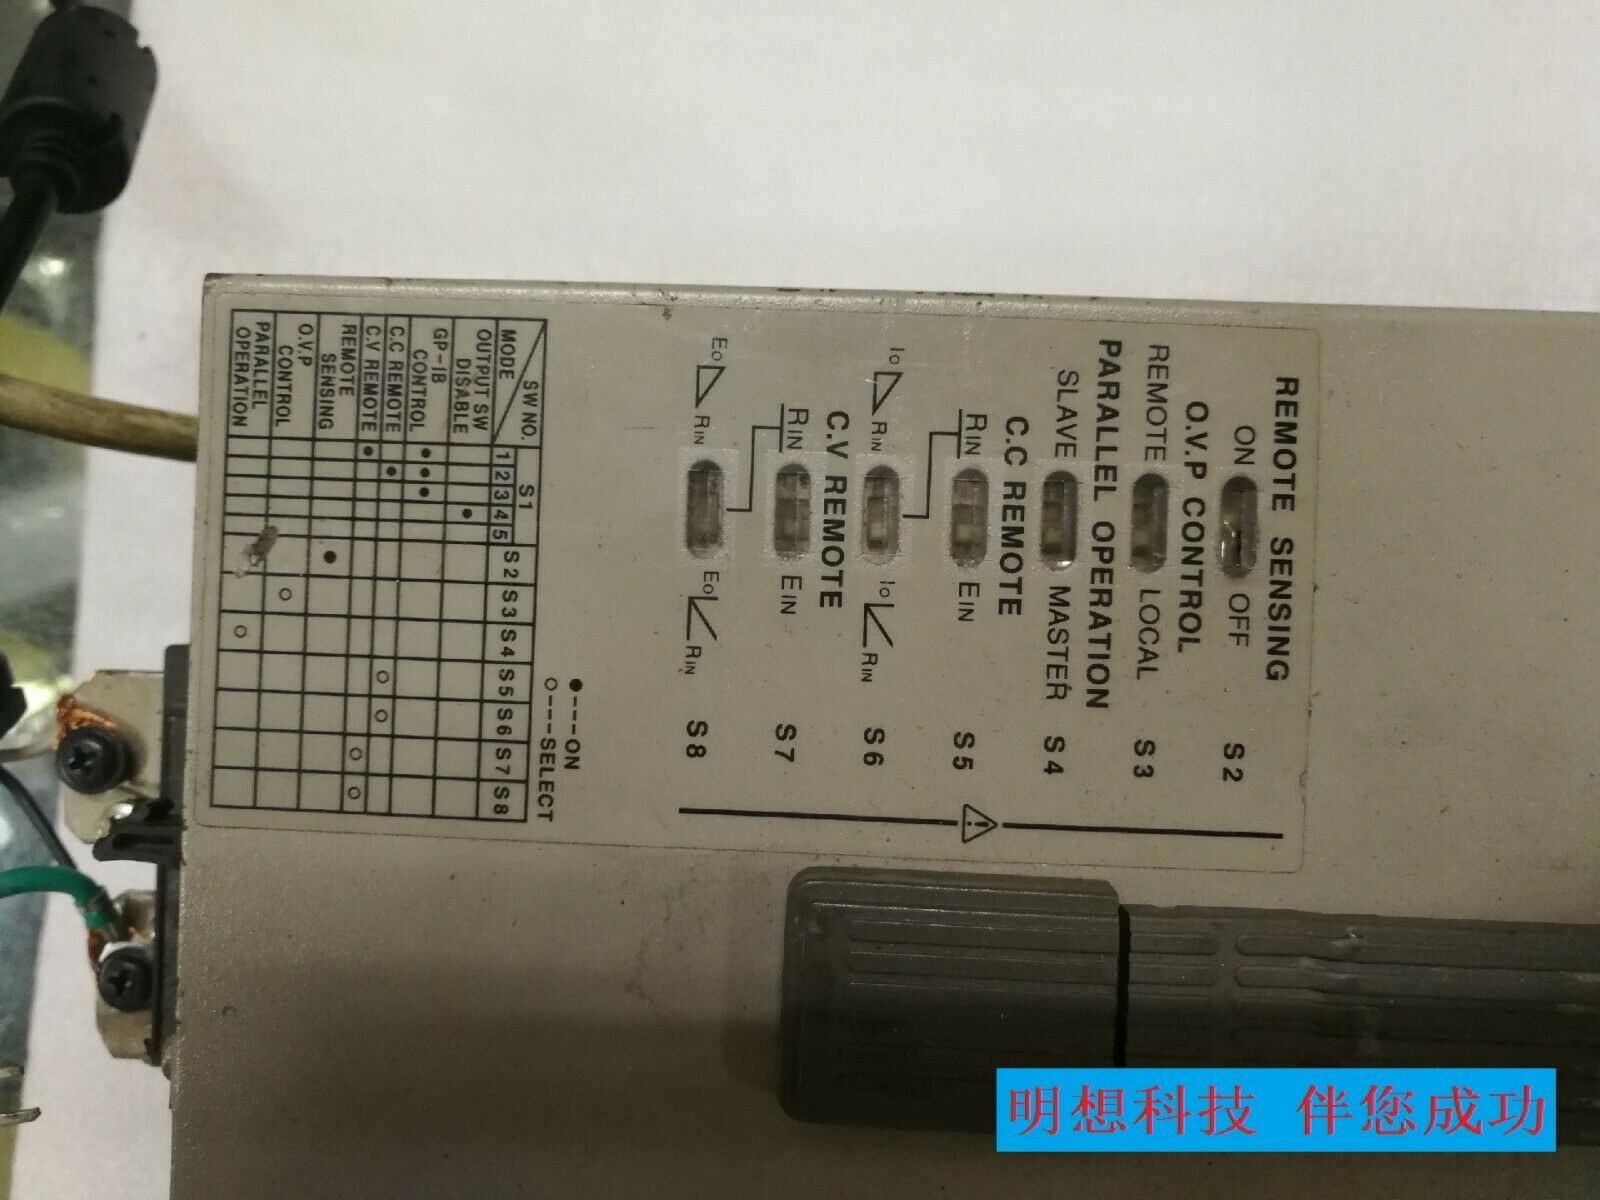 REMOTE SENSING
ON OFF S2
O.V.P CONTROL
REMOTE LOCAL S3
PARALLEL OPERATION
SLAVE MASTER S4
C.C REMOTE
RIN EIN S5
Io RIN Io RIN S6
C.V REMOTE
RIN EIN S7
Eo RIN Eo RIN S8
●---ON
○---SELECT
SW NO. S1 S2 S3 S4 S5 S6 S7 S8
MODE 1 2 3 4 5
OUTPUT SW
DISABLE ●
GP-IB
CONTROL ● ● ●
C.C REMOTE ● ○ ○
C.V REMOTE ● ○ ○
REMOTE
SENSING ●
O.V.P
CONTROL ○
PARALLEL
OPERATION ○
明想科技 伴您成功